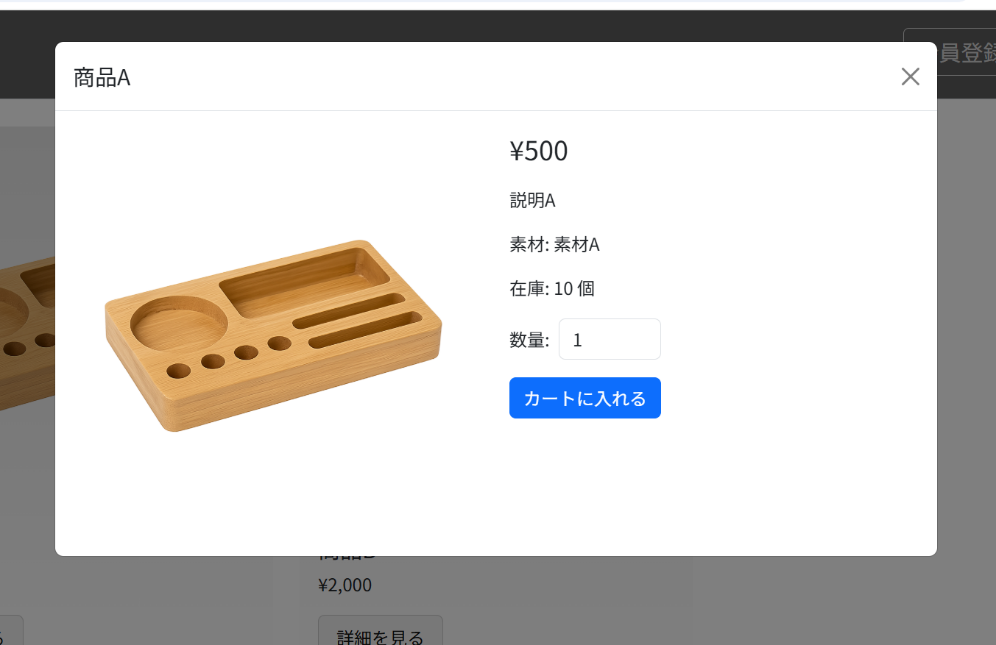 員登録
商品A
¥500
説明A
素材: 素材A
在庫: 10 個
数量: 1
カートに入れる
¥2,000
詳細を見る